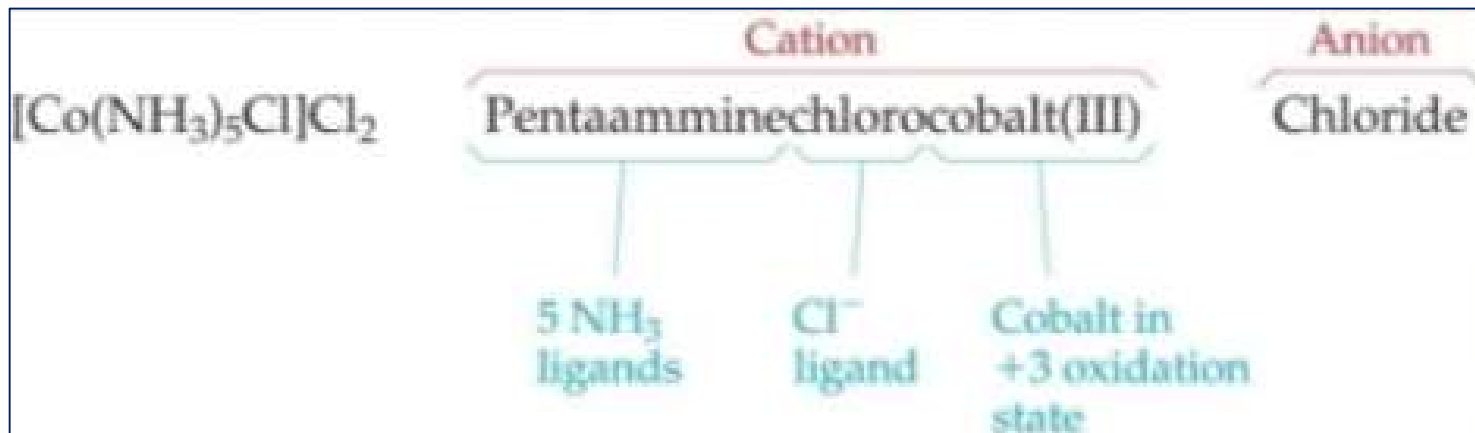 Cation Anion
[Co(NH₃)₅Cl]Cl₂ Pentaamminechlorocobalt(III) Chloride
5 NH₃ Cl⁻ Cobalt in
ligands ligand +3 oxidation
state